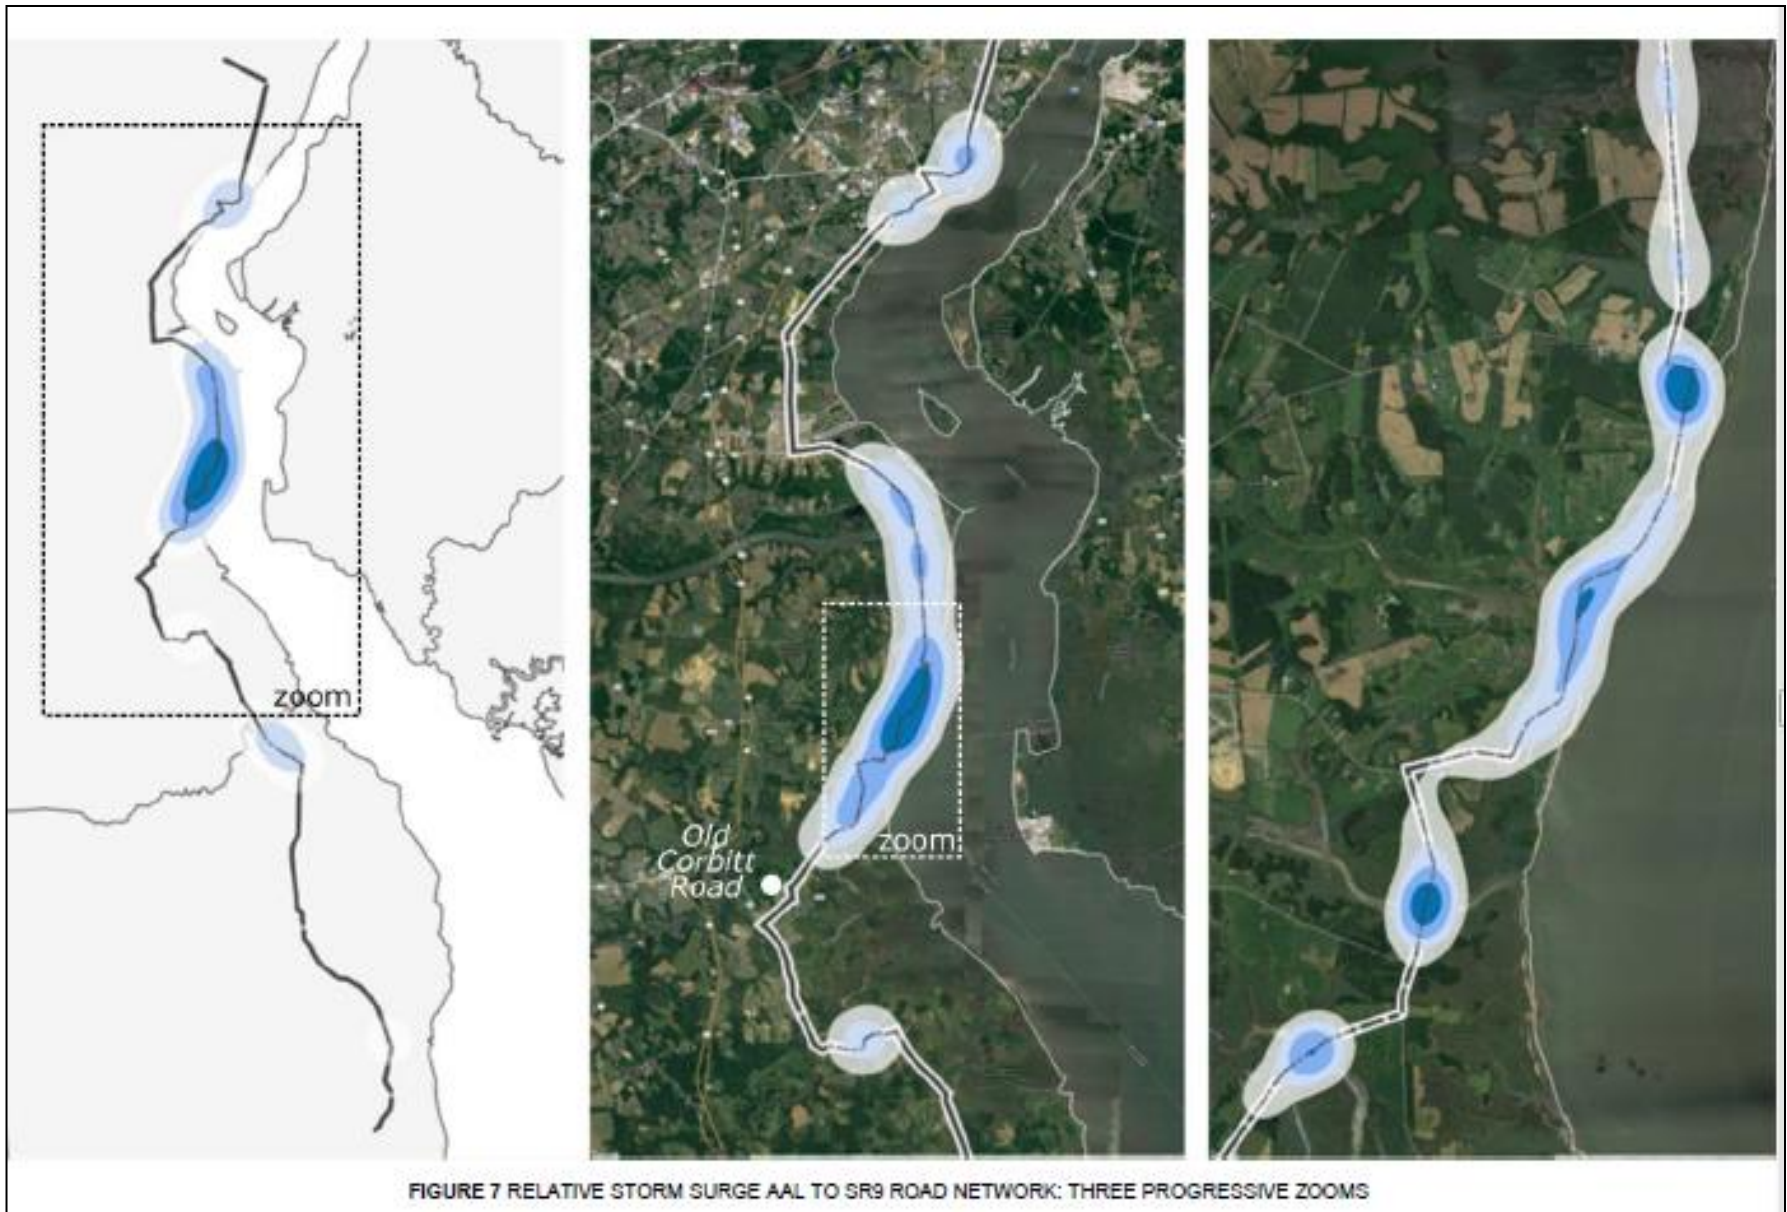 zoom
Old
Corbitt
Road
zoom
FIGURE 7 RELATIVE STORM SURGE AAL TO SR9 ROAD NETWORK: THREE PROGRESSIVE ZOOMS